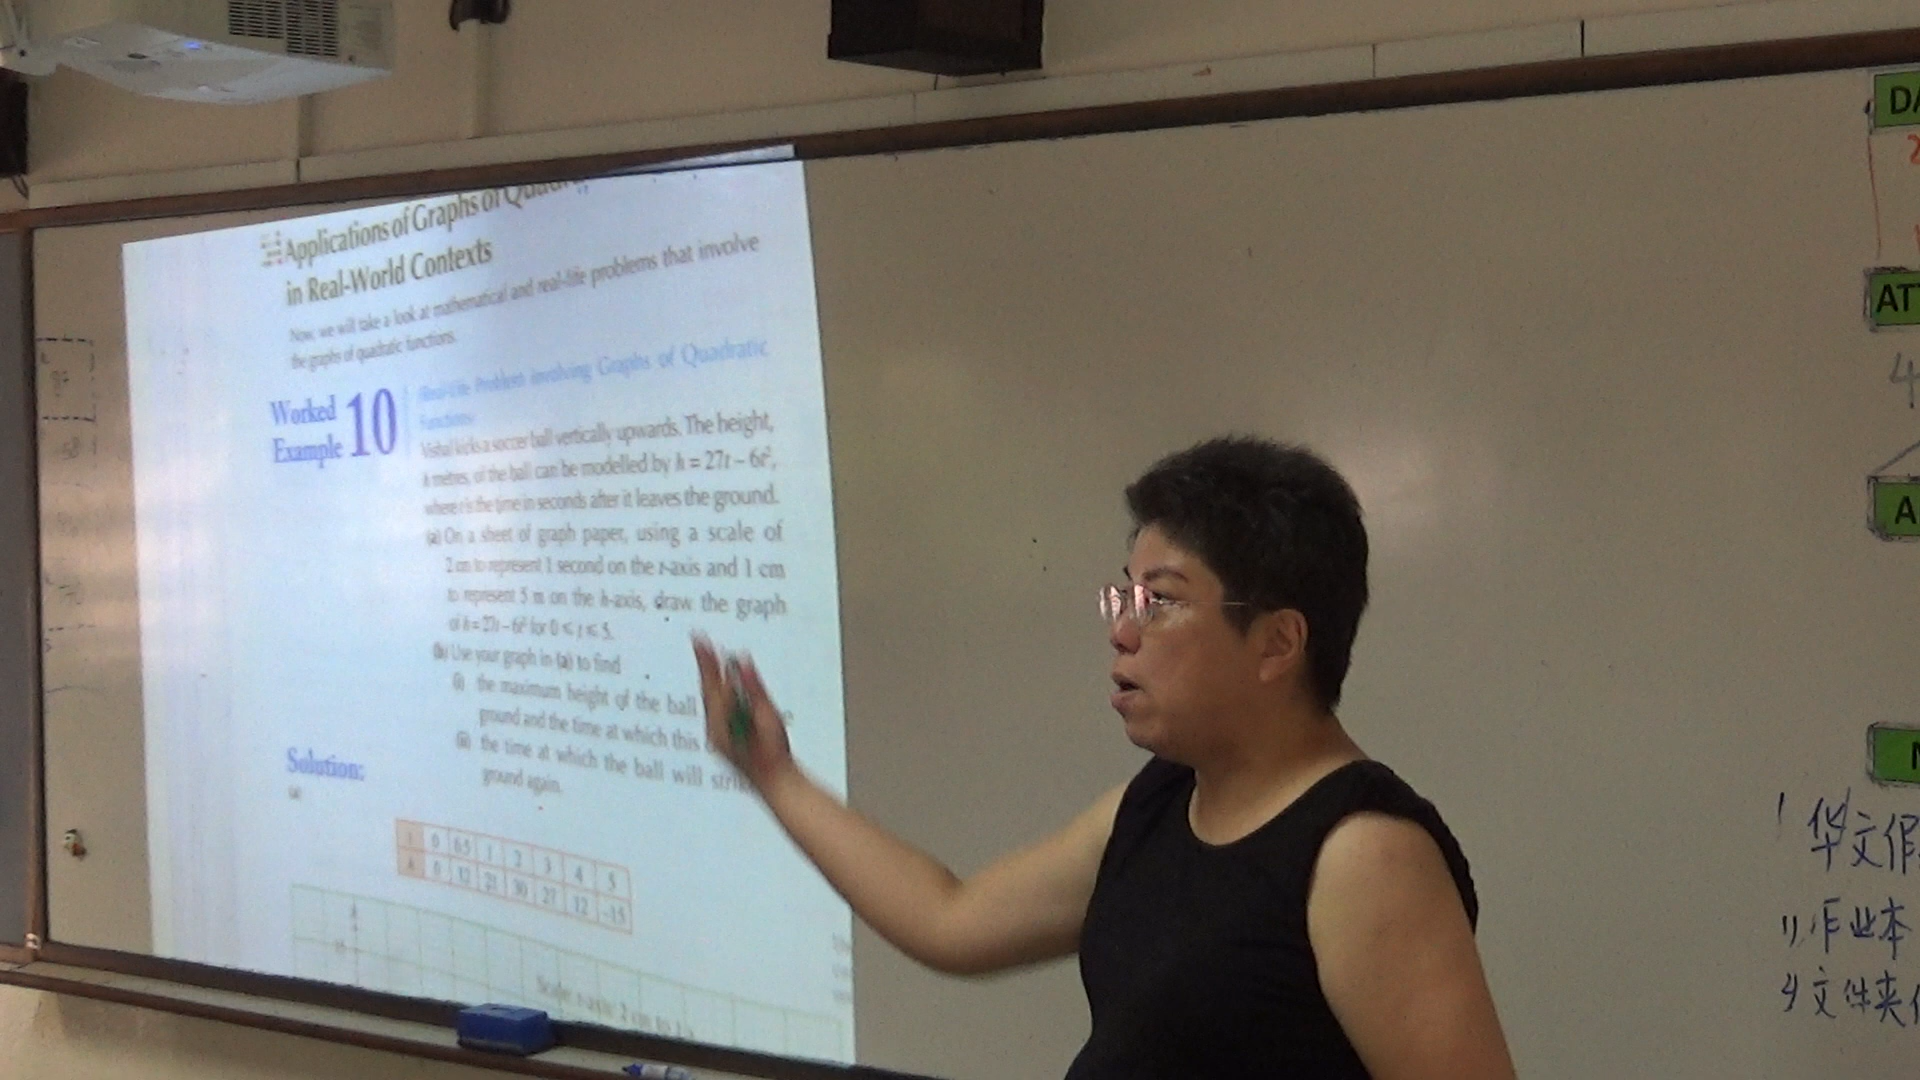 Applications of Graphs of
in Real-World Contexts
Now, we will take a look at mathematical and real-life problems that involve
the graphs of quadratic functions.
Worked
Example 10
Real-Life Problem involving Graphs of Quadratic
Functions
Vishal kicks a soccer ball vertically upwards. The height,
h metres, of the ball can be modelled by h = 27t – 6t²,
where t is the time in seconds after it leaves the ground.
(a) On a sheet of graph paper, using a scale of
2 cm to represent 1 second on the t-axis and 1 cm
to represent 5 m on the h-axis, draw the graph
of h = 27t – 6t² for 0 ⩽ t ⩽ 5.
(b) Use your graph in (a) to find
(i) the maximum height of the ball
ground and the time at which this
(ii) the time at which the ball will
ground again.
Solution:
(a)
t 0 0.5 1 2 3 4 5
h 0 12 21 30 27 12 -15
Scale: t-axis: 2 cm to 1 s
华文
作业本
文件夹